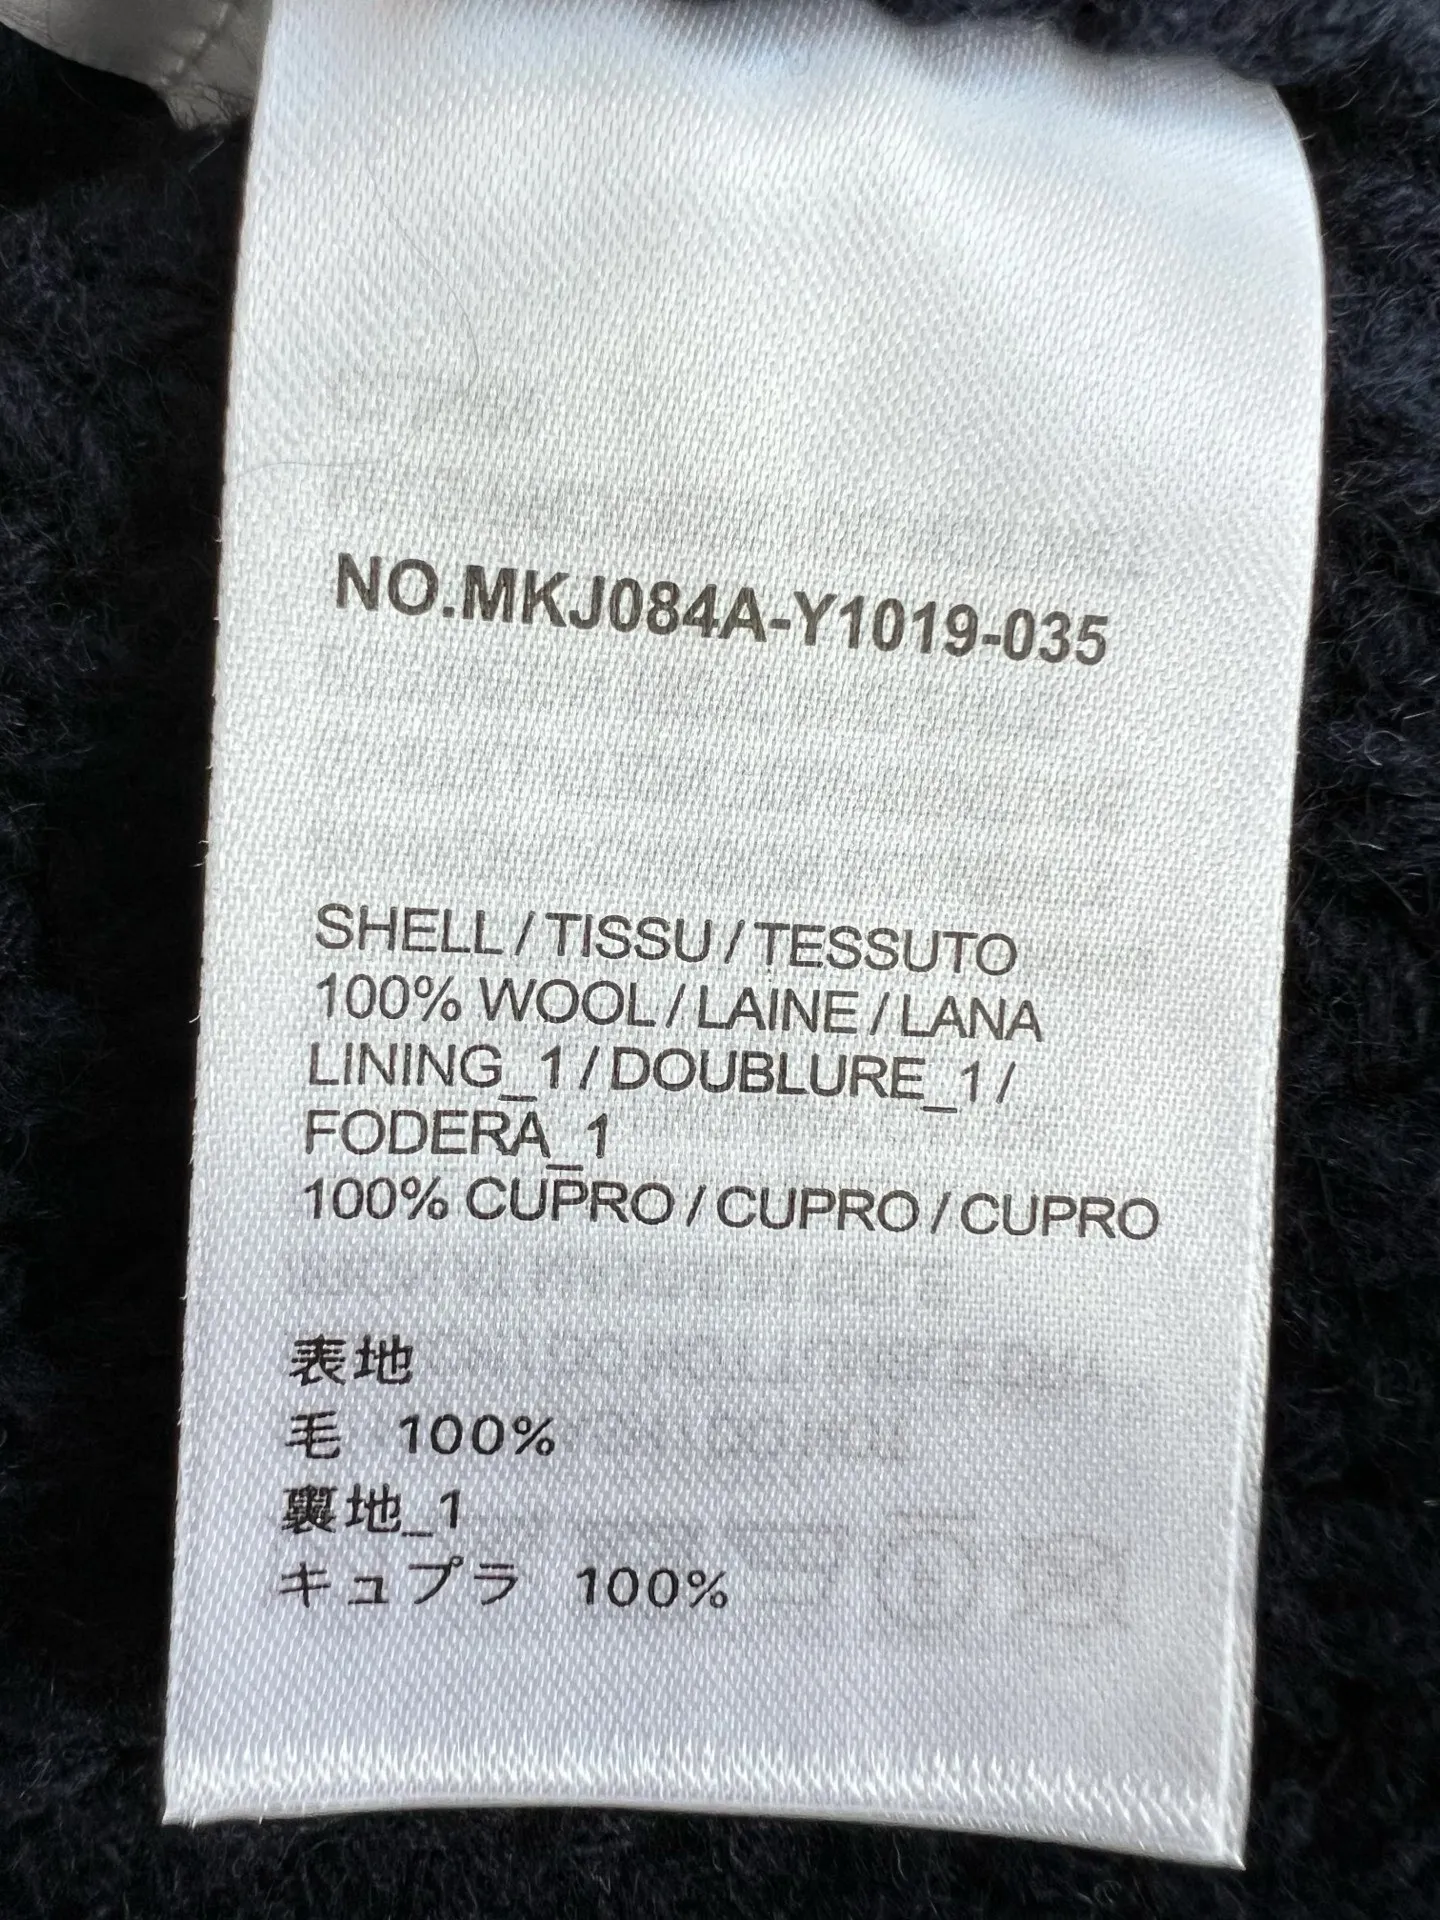 NO.MKJ084A-Y1019-035
SHELL / TISSU / TESSUTO
100% WOOL / LAINE / LANA
LINING_1 / DOUBLURE_1 /
FODERA_1
100% CUPRO / CUPRO / CUPRO
表地
毛 100%
裏地_1
キュプラ 100%